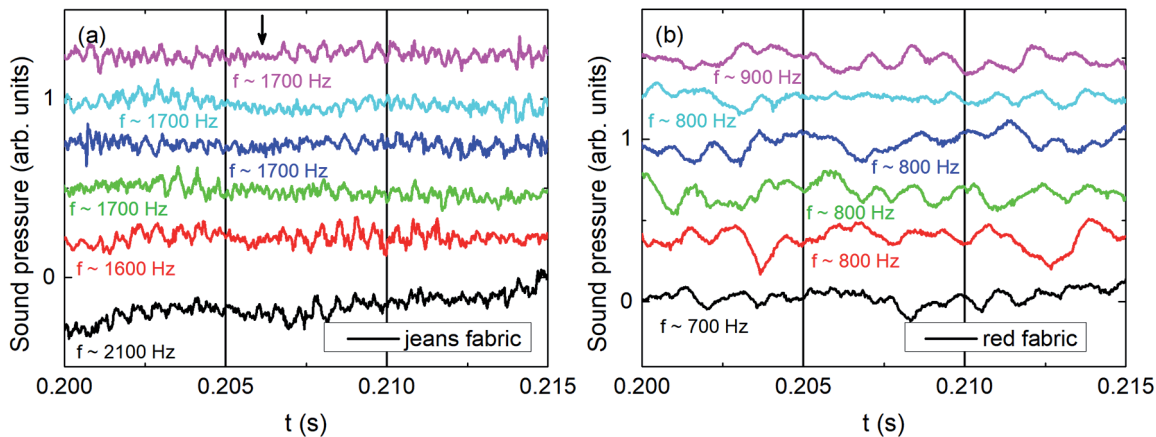 (a)
f ~ 1700 Hz
f ~ 1700 Hz
f ~ 1700 Hz
f ~ 1700 Hz
f ~ 1600 Hz
f ~ 2100 Hz
jeans fabric
Sound pressure (arb. units)
1
0
0.200
0.205
0.210
0.215
t (s)
(b)
f ~ 900 Hz
f ~ 800 Hz
f ~ 800 Hz
f ~ 800 Hz
f ~ 800 Hz
f ~ 700 Hz
red fabric
Sound pressure (arb. units)
1
0
0.200
0.205
0.210
0.215
t (s)